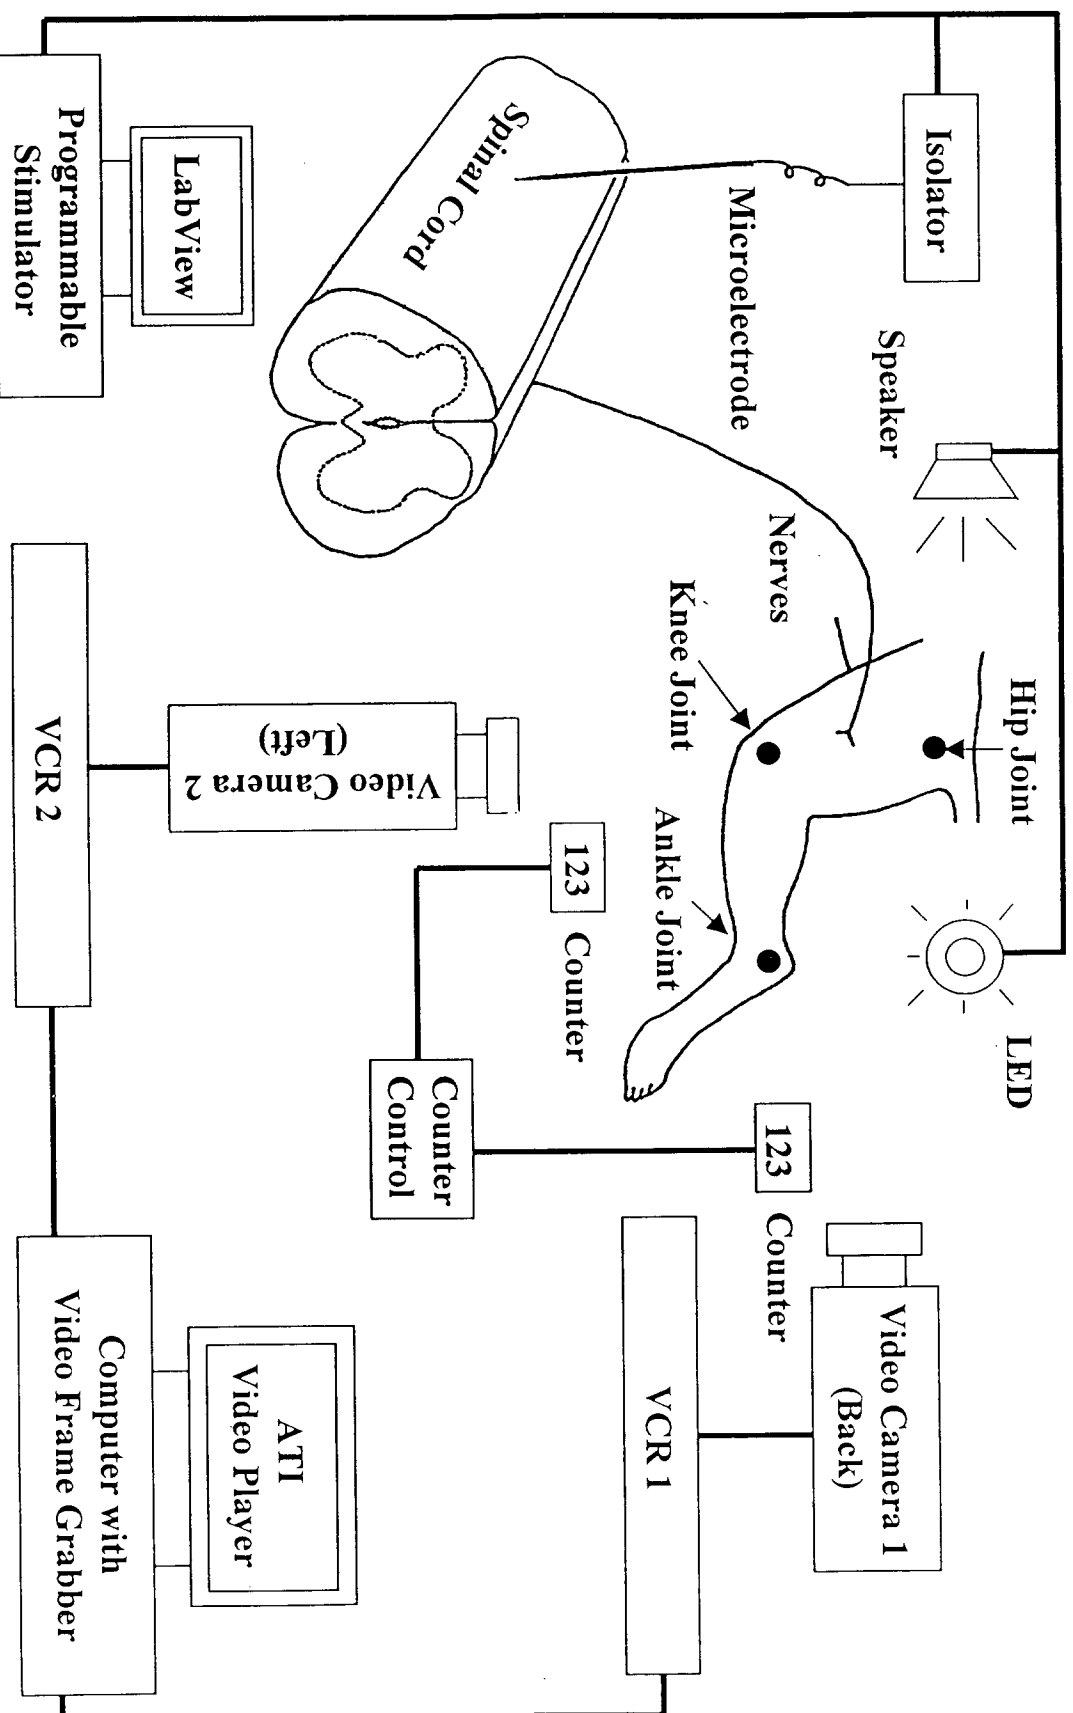 Isolator
Speaker
Hip Joint
LED
Microelectrode
Nerves
Knee Joint
Ankle Joint
123
Counter
Video Camera 1
(Back)
Spinal Cord
123
Counter
VCR 1
Counter
Control
LabView
Programmable
Stimulator
Video Camera 2
(Left)
VCR 2
ATI
Video Player
Computer with
Video Frame Grabber